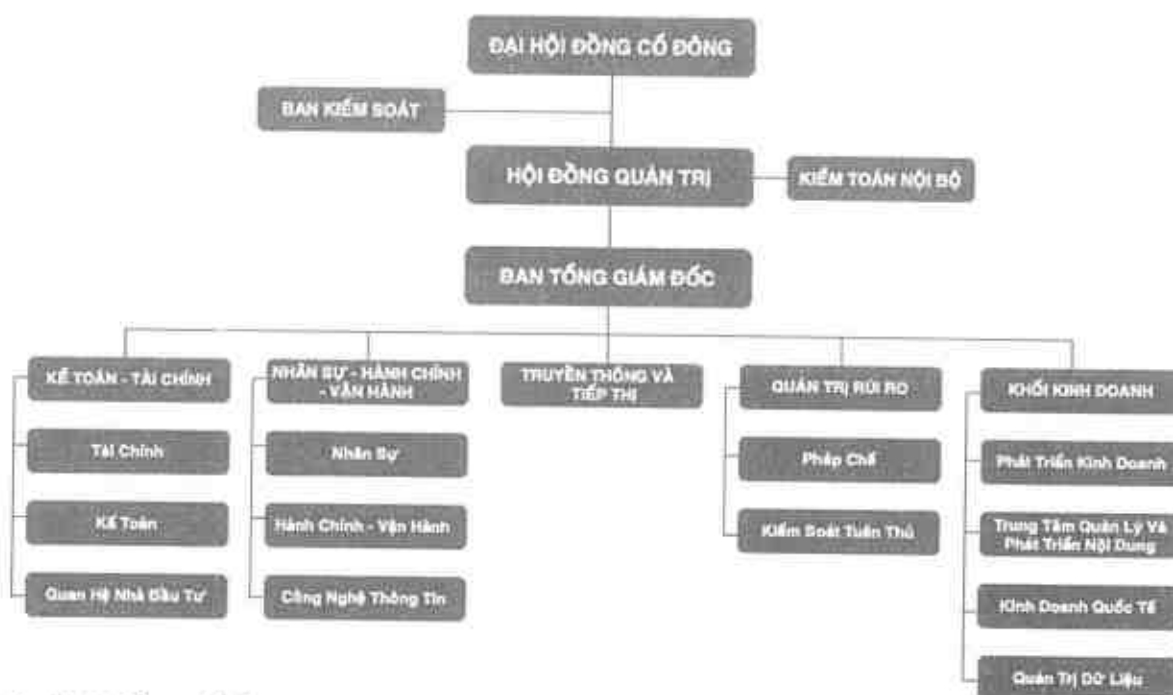 ĐẠI HỘI ĐỒNG CỔ ĐÔNG
BAN KIỂM SOÁT
HỘI ĐỒNG QUẢN TRỊ
KIỂM TOÁN NỘI BỘ
BAN TỔNG GIÁM ĐỐC
KẾ TOÁN - TÀI CHÍNH
Tài Chính
Kế Toán
Quan Hệ Nhà Đầu Tư
NHÂN SỰ - HÀNH CHÍNH
- VẬN HÀNH
Nhân Sự
Hành Chính - Vận Hành
Công Nghệ Thông Tin
TRUYỀN THÔNG VÀ
TIẾP THỊ
QUẢN TRỊ RỦI RO
Pháp Chế
Kiểm Soát Tuân Thủ
KHỐI KINH DOANH
Phát Triển Kinh Doanh
Trung Tâm Quản Lý Và
Phát Triển Nội Dung
Kinh Doanh Quốc Tế
Quản Trị Dữ Liệu